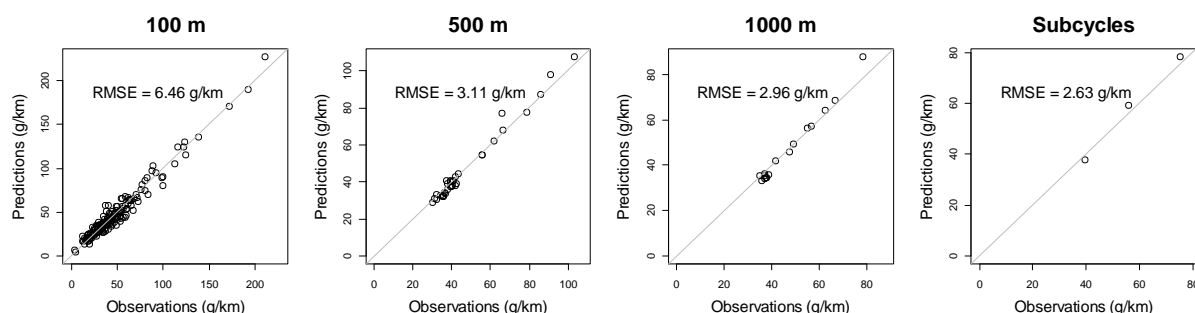 100 m
500 m
1000 m
Subcycles
RMSE = 6.46 g/km
RMSE = 3.11 g/km
RMSE = 2.96 g/km
RMSE = 2.63 g/km
Predictions (g/km)
0 50 100 150 200
Predictions (g/km)
0 20 40 60 80 100
Predictions (g/km)
0 20 40 60 80
Predictions (g/km)
0 20 40 60 80
0 50 100 150 200
0 20 40 60 80 100
0 20 40 60 80
0 20 40 60 80
Observations (g/km)
Observations (g/km)
Observations (g/km)
Observations (g/km)